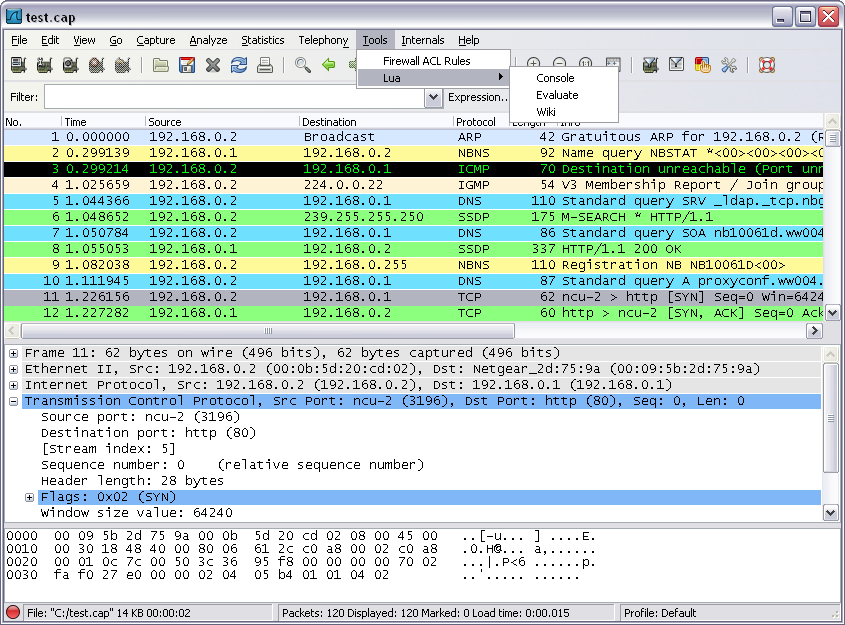 test.cap
File Edit View Go Capture Analyze Statistics Telephony Tools Internals Help
Firewall ACL Rules
Lua
Console
Evaluate
Wiki
Filter: Expression...
No. Time Source Destination Protocol Length Info
1 0.000000 192.168.0.2 Broadcast ARP 42 Gratuitous ARP for 192.168.0.2 (R
2 0.299139 192.168.0.1 192.168.0.2 NBNS 92 Name query NBSTAT *<00><00><00><0
3 0.299214 192.168.0.2 192.168.0.1 ICMP 70 Destination unreachable (Port unr
4 1.025659 192.168.0.2 224.0.0.22 IGMP 54 V3 Membership Report / Join group
5 1.044366 192.168.0.2 192.168.0.1 DNS 110 Standard query SRV _ldap._tcp.nbg
6 1.048652 192.168.0.2 239.255.255.250 SSDP 175 M-SEARCH * HTTP/1.1
7 1.050784 192.168.0.2 192.168.0.1 DNS 86 Standard query SOA nb10061d.ww004
8 1.055053 192.168.0.1 192.168.0.2 SSDP 337 HTTP/1.1 200 OK
9 1.082038 192.168.0.2 192.168.0.255 NBNS 110 Registration NB NB10061D<00>
10 1.111945 192.168.0.2 192.168.0.1 DNS 87 Standard query A proxyconf.ww004.
11 1.226156 192.168.0.2 192.168.0.1 TCP 62 ncu-2 > http [SYN] Seq=0 Win=6424
12 1.227282 192.168.0.1 192.168.0.2 TCP 60 http > ncu-2 [SYN, ACK] Seq=0 Ack
Frame 11: 62 bytes on wire (496 bits), 62 bytes captured (496 bits)
Ethernet II, Src: 192.168.0.2 (00:0b:5d:20:cd:02), Dst: Netgear_2d:75:9a (00:09:5b:2d:75:9a)
Internet Protocol, Src: 192.168.0.2 (192.168.0.2), Dst: 192.168.0.1 (192.168.0.1)
Transmission Control Protocol, Src Port: ncu-2 (3196), Dst Port: http (80), Seq: 0, Len: 0
Source port: ncu-2 (3196)
Destination port: http (80)
[Stream index: 5]
Sequence number: 0 (relative sequence number)
Header length: 28 bytes
Flags: 0x02 (SYN)
Window size value: 64240
0000 00 09 5b 2d 75 9a 00 0b 5d 20 cd 02 08 00 45 00 ..[-u... ] ....E.
0010 00 30 18 48 40 00 80 06 61 2c c0 a8 00 02 c0 a8 .0.H@... a,......
0020 00 01 0c 7c 00 50 3c 36 95 f8 00 00 00 00 70 02 ...|.P<6 ......p.
0030 fa f0 27 e0 00 00 02 04 05 b4 01 01 04 02 ..'..... ......
File: "C:/test.cap" 14 KB 00:00:02 Packets: 120 Displayed: 120 Marked: 0 Load time: 0:00.015 Profile: Default